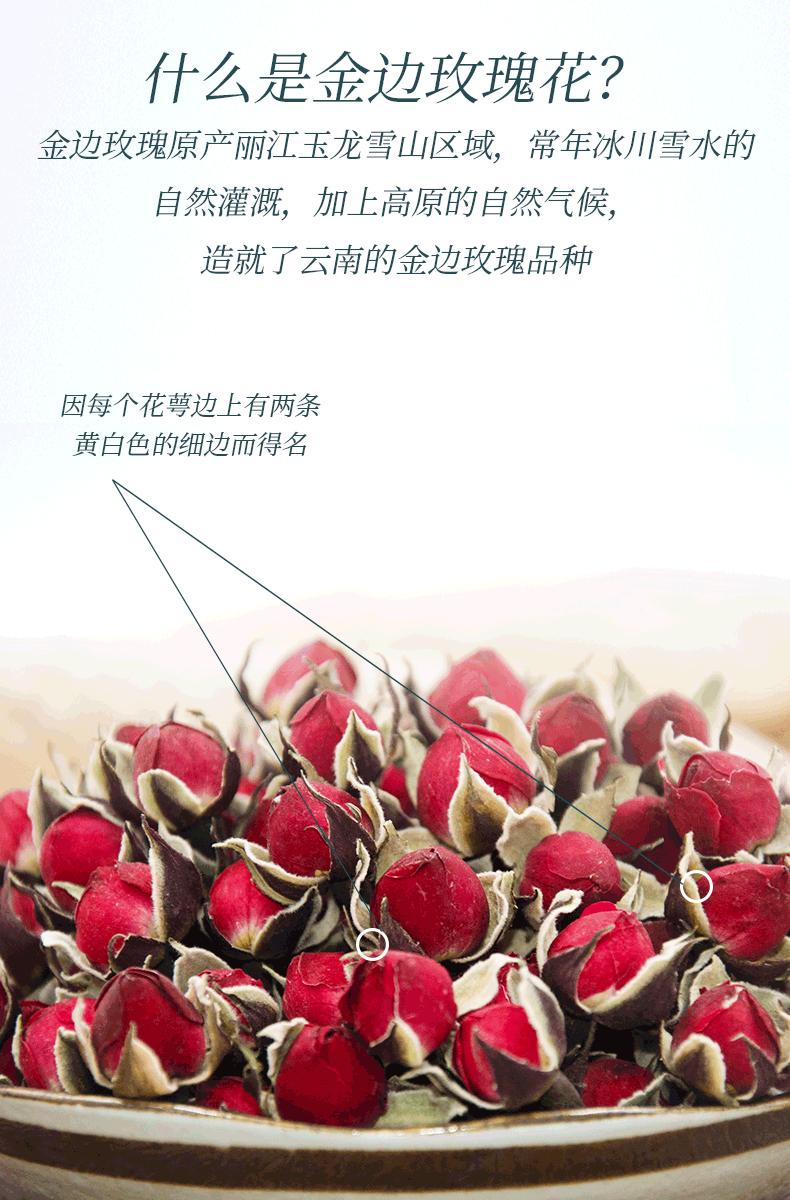 什么是金边玫瑰花？
金边玫瑰原产丽江玉龙雪山区域，常年冰川雪水的
自然灌溉，加上高原的自然气候，
造就了云南的金边玫瑰品种
因每个花萼边上有两条
黄白色的细边而得名